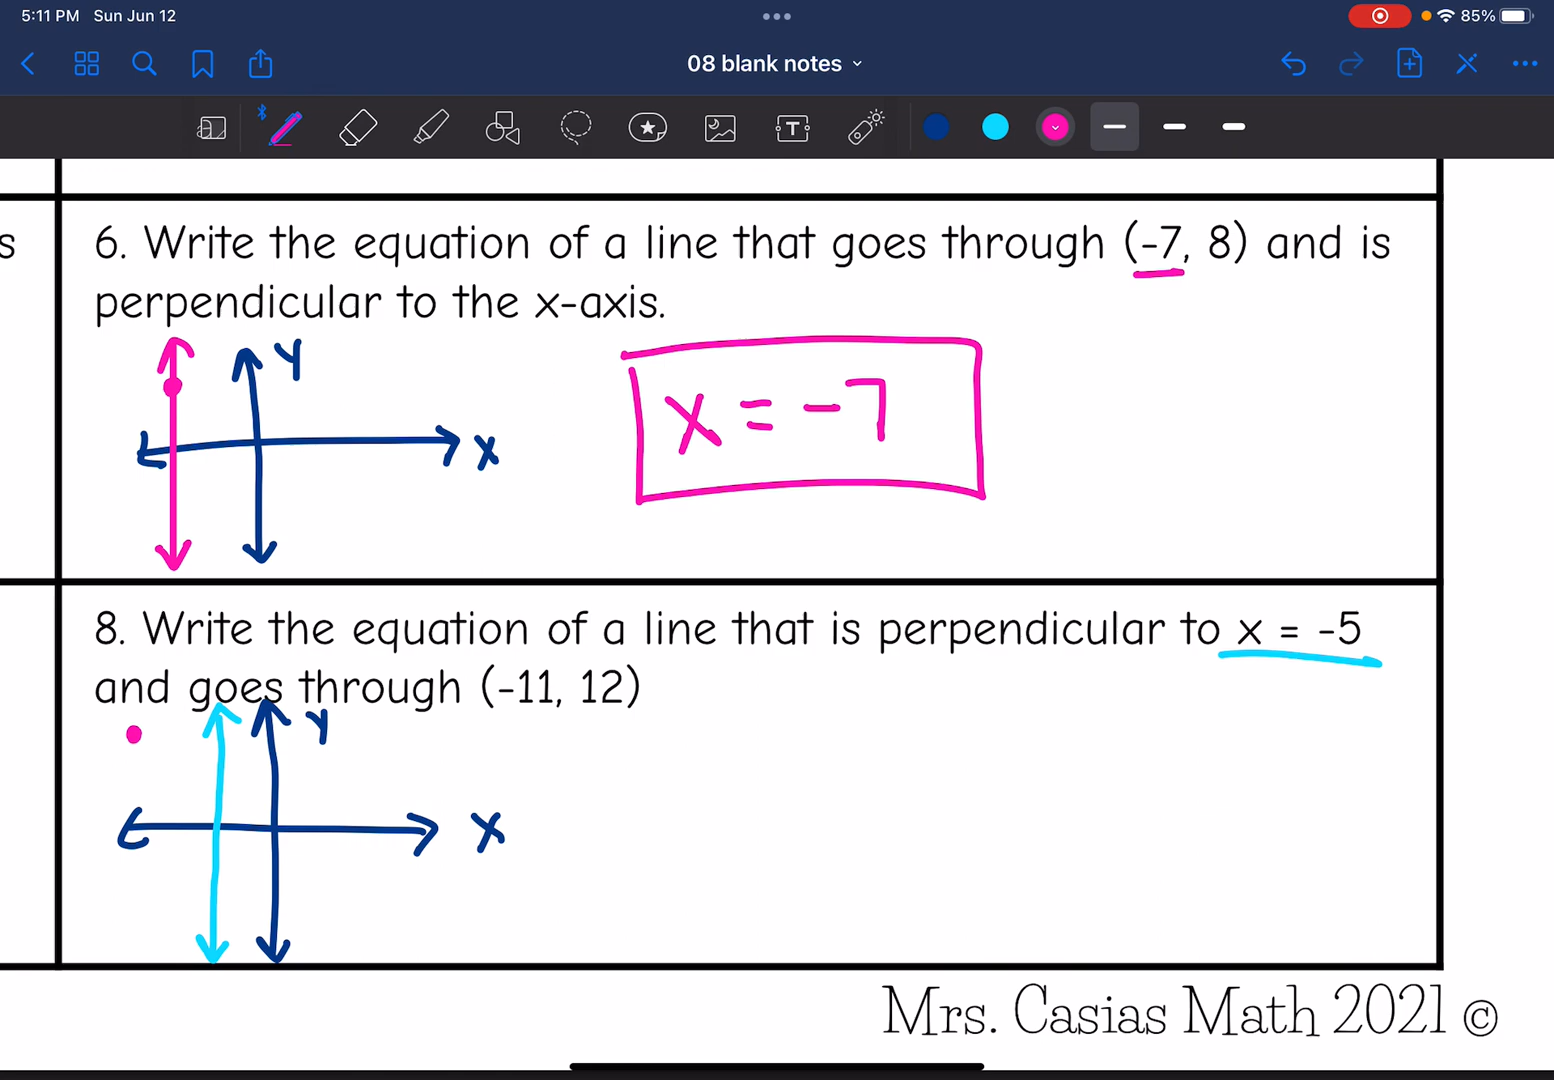 5:11 PM Sun Jun 12
85%
08 blank notes
T
s
6. Write the equation of a line that goes through (-7, 8) and is
perpendicular to the x-axis.
Y
X
x = -7
8. Write the equation of a line that is perpendicular to x = -5
and goes through (-11, 12)
Y
X
Mrs. Casias Math 2021 ©